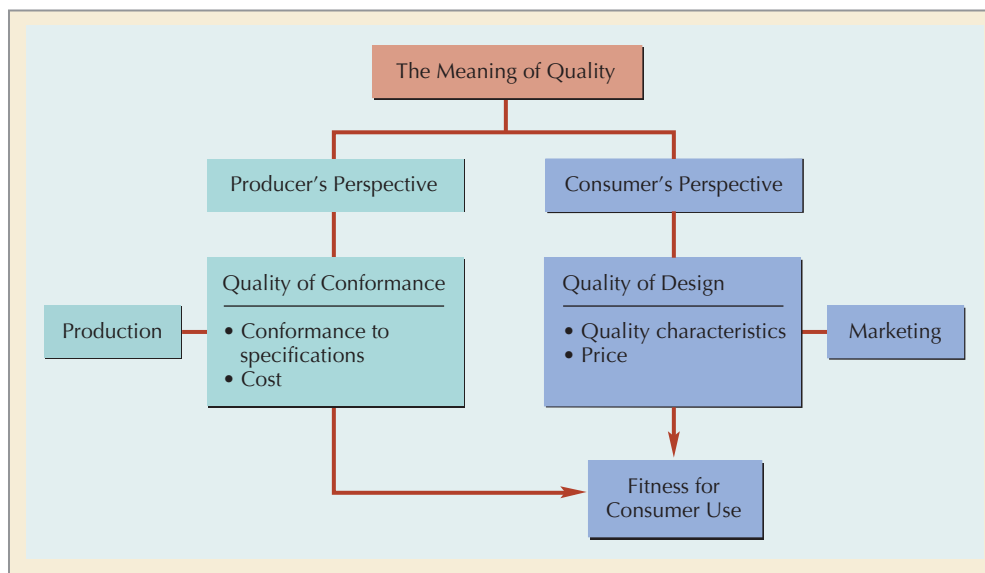 The Meaning of Quality
Producer's Perspective
Consumer's Perspective
Quality of Conformance
• Conformance to
specifications
• Cost
Quality of Design
• Quality characteristics
• Price
Production
Marketing
Fitness for
Consumer Use